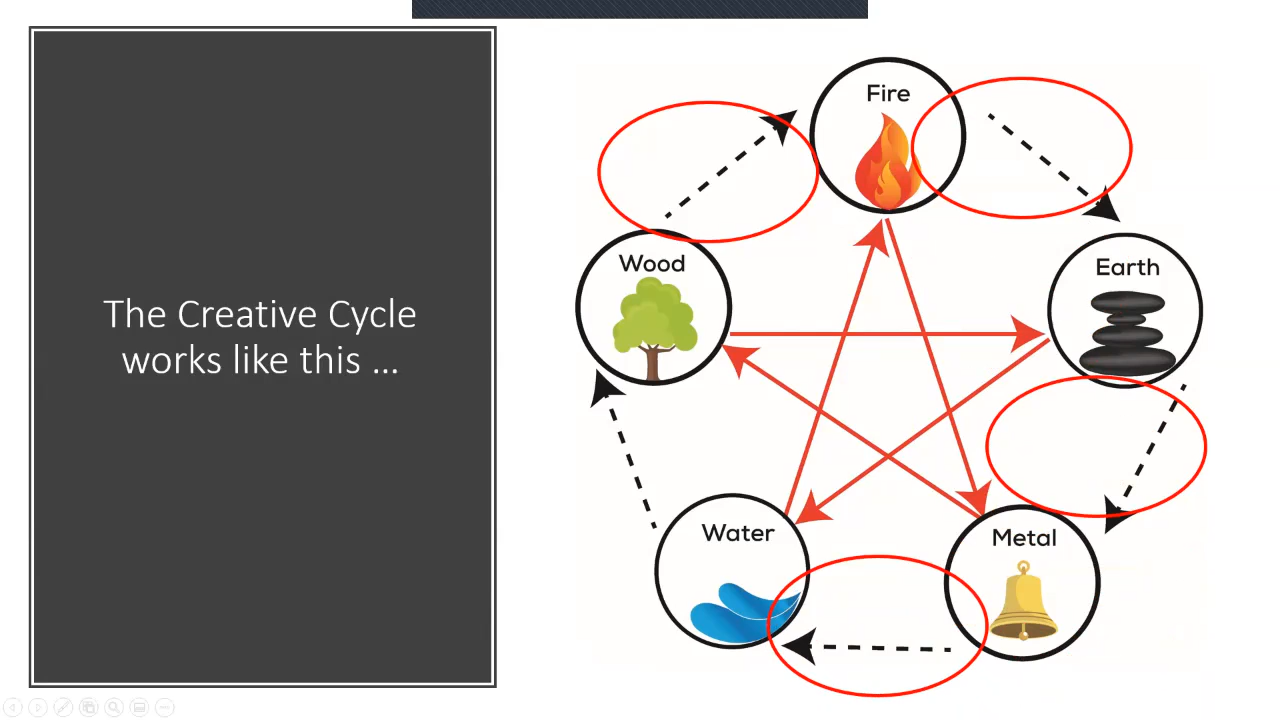 The Creative Cycle
works like this ...
Fire
Wood
Earth
Water
Metal